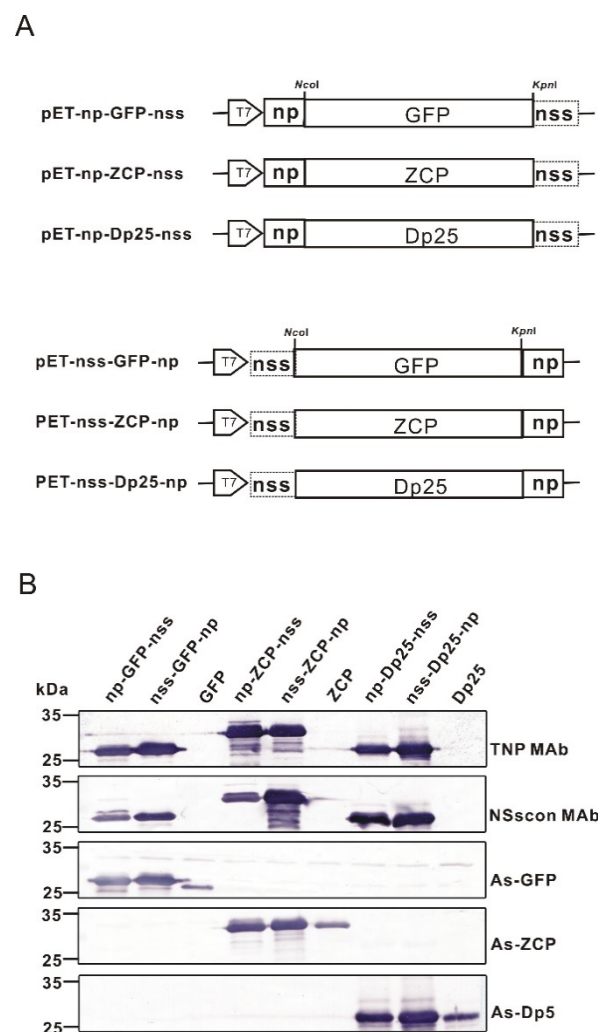 A
NcoI KpnI
pET-np-GFP-nss T7 np GFP nss
pET-np-ZCP-nss T7 np ZCP nss
pET-np-Dp25-nss T7 np Dp25 nss
NcoI KpnI
pET-nss-GFP-np T7 nss GFP np
PET-nss-ZCP-np T7 nss ZCP np
PET-nss-Dp25-np T7 nss Dp25 np
B
kDa np-GFP-nss nss-GFP-np GFP np-ZCP-nss nss-ZCP-np ZCP np-Dp25-nss nss-Dp25-np Dp25
35
25 TNP MAb
35
25 NSscon MAb
35
25 As-GFP
35
25 As-ZCP
35
25 As-Dp5